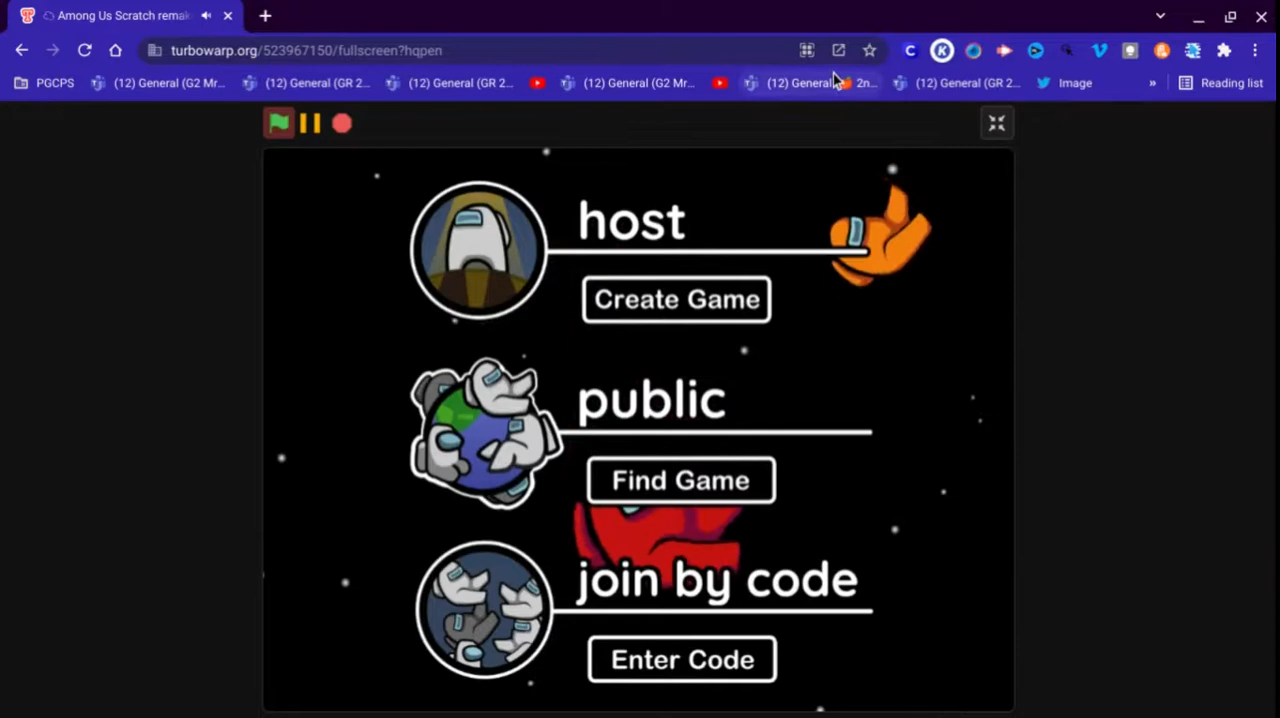 Among Us Scratch remak
turbowarp.org/523967150/fullscreen?hqpen
PGCPS
(12) General (G2 Mr...
(12) General (GR 2...
(12) General (GR 2...
(12) General (G2 Mr...
(12) General
2n...
(12) General (GR 2...
Image
»
Reading list
host
Create Game
public
Find Game
join by code
Enter Code